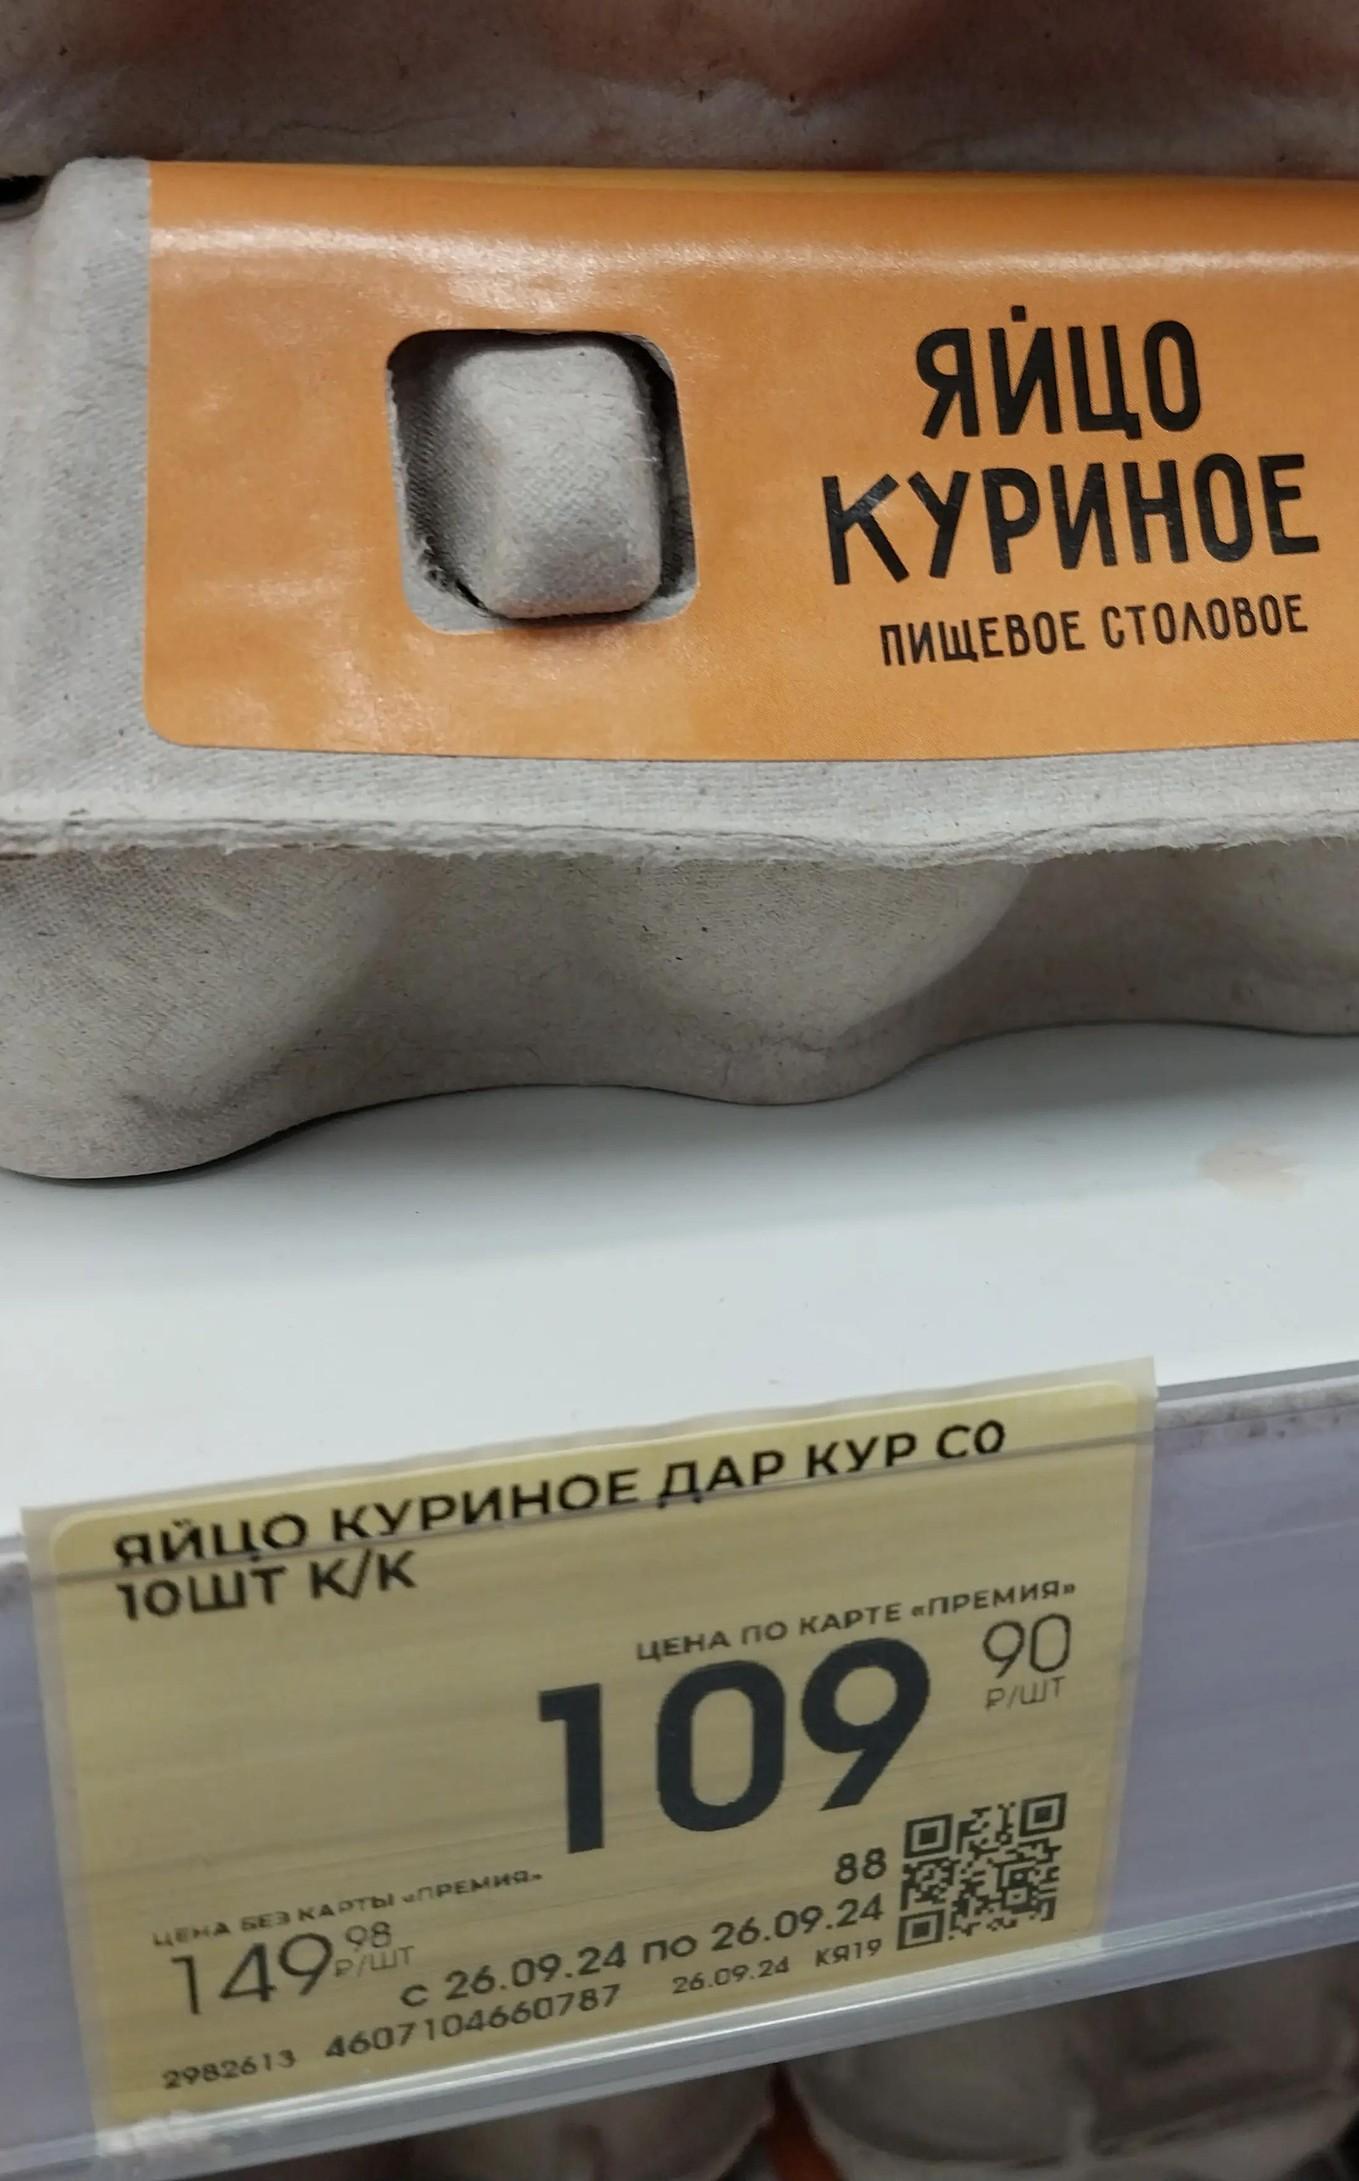 ЯЙЦО
КУРИНОЕ
ПИЩЕВОЕ СТОЛОВОЕ
ЯЙЦО КУРИНОЕ ДАР КУР С0
10ШТ К/К
ЦЕНА ПО КАРТЕ «ПРЕМИЯ»
109 90
₽/ШТ
ЦЕНА БЕЗ КАРТЫ «ПРЕМИЯ»
149 98
₽/ШТ
88
с 26.09.24 по 26.09.24
2982613 4607104660787 26.09.24 КЯ19